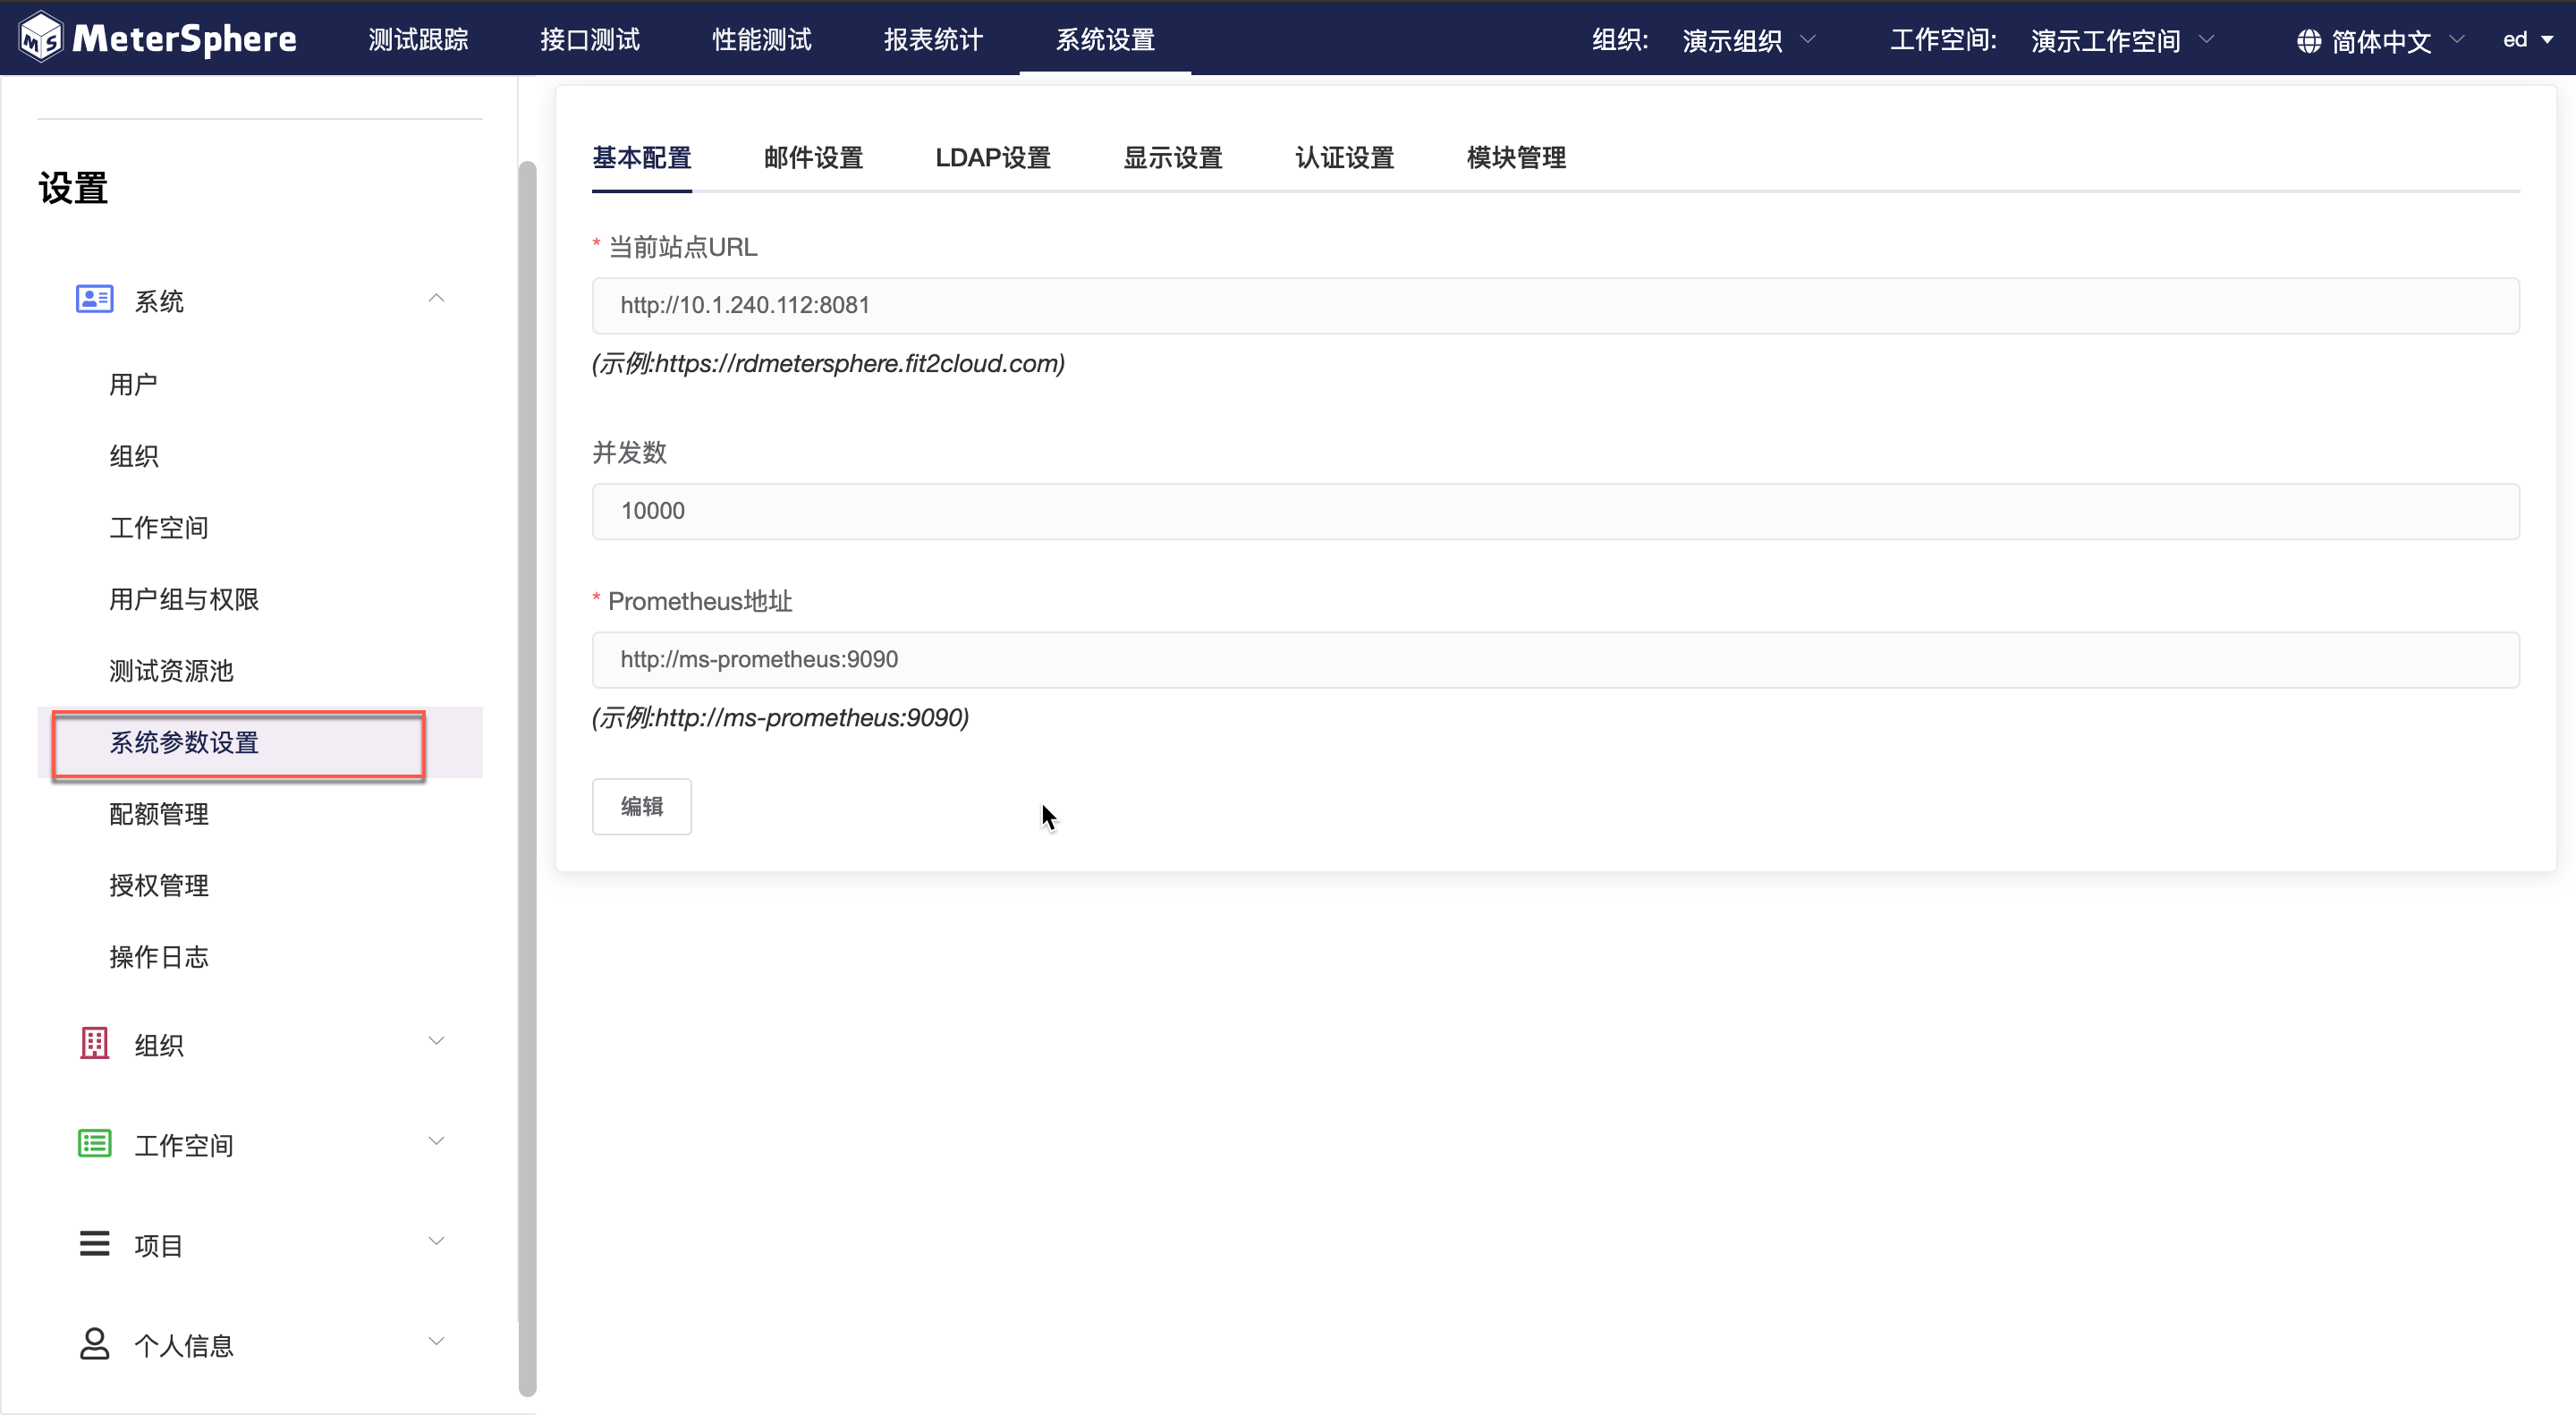 MeterSphere 测试跟踪 接口测试 性能测试 报表统计 系统设置 组织: 演示组织 工作空间: 演示工作空间 简体中文 ed
设置
系统
用户
组织
工作空间
用户组与权限
测试资源池
系统参数设置
配额管理
授权管理
操作日志
组织
工作空间
项目
个人信息
基本配置 邮件设置 LDAP设置 显示设置 认证设置 模块管理
* 当前站点URL
http://10.1.240.112:8081
(示例:https://rdmetersphere.fit2cloud.com)
并发数
10000
* Prometheus地址
http://ms-prometheus:9090
(示例:http://ms-prometheus:9090)
编辑